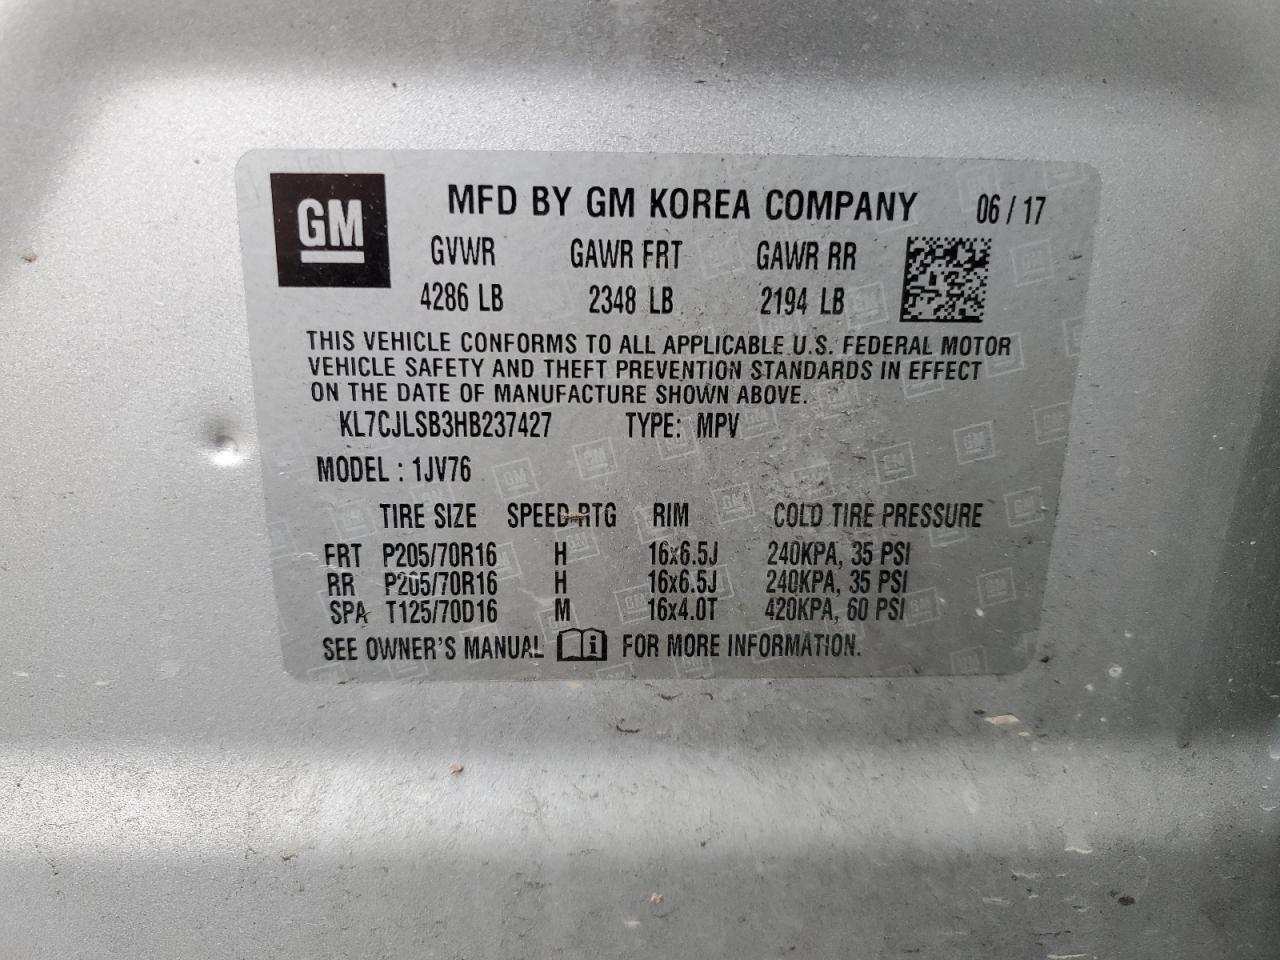 GM MFD BY GM KOREA COMPANY 06 / 17
GVWR GAWR FRT GAWR RR
4286 LB 2348 LB 2194 LB
THIS VEHICLE CONFORMS TO ALL APPLICABLE U.S. FEDERAL MOTOR
VEHICLE SAFETY AND THEFT PREVENTION STANDARDS IN EFFECT
ON THE DATE OF MANUFACTURE SHOWN ABOVE.
KL7CJLSB3HB237427 TYPE: MPV
MODEL : 1JV76
TIRE SIZE SPEED RTG RIM COLD TIRE PRESSURE
FRT P205/70R16 H 16x6.5J 240KPA, 35 PSI
RR P205/70R16 H 16x6.5J 240KPA, 35 PSI
SPA T125/70D16 M 16x4.0T 420KPA, 60 PSI
SEE OWNER'S MANUAL i FOR MORE INFORMATION.